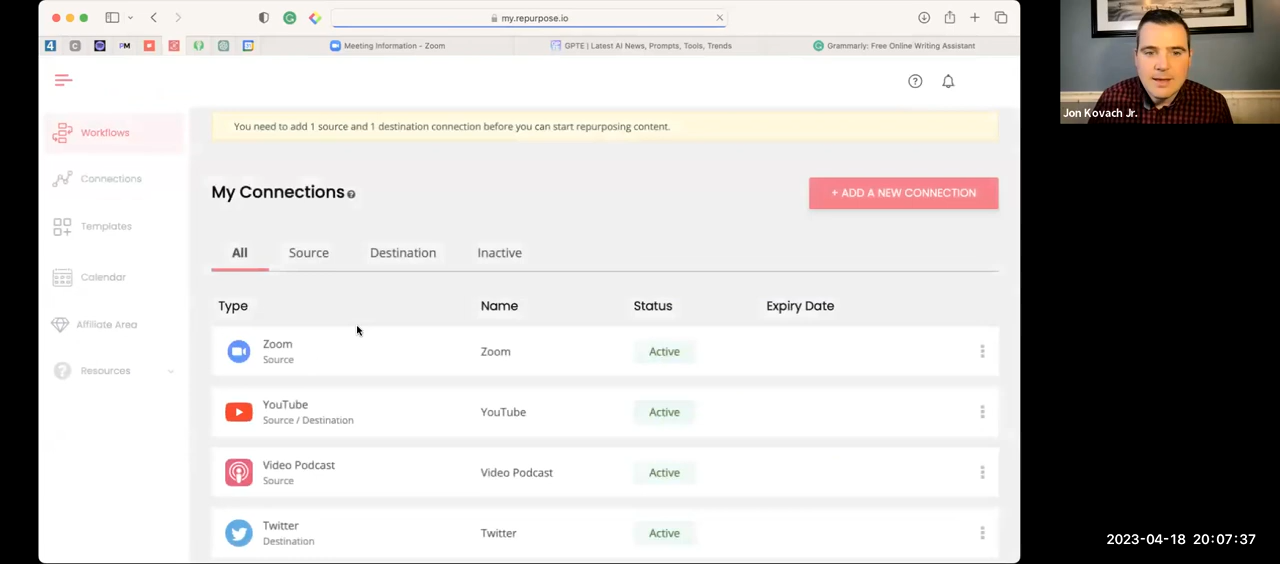 my.repurpose.io
4
C
PM
Meeting Information - Zoom
GPTE | Latest AI News, Prompts, Tools, Trends
Grammarly: Free Online Writing Assistant
Jon Kovach Jr.
Workflows
Connections
Templates
Calendar
Affiliate Area
Resources
You need to add 1 source and 1 destination connection before you can start repurposing content.
My Connections
+ ADD A NEW CONNECTION
All Source Destination Inactive
Type Name Status Expiry Date
Zoom
Source
Zoom Active
YouTube
Source / Destination
YouTube Active
Video Podcast
Source
Video Podcast Active
Twitter
Destination
Twitter Active
2023-04-18 20:07:37